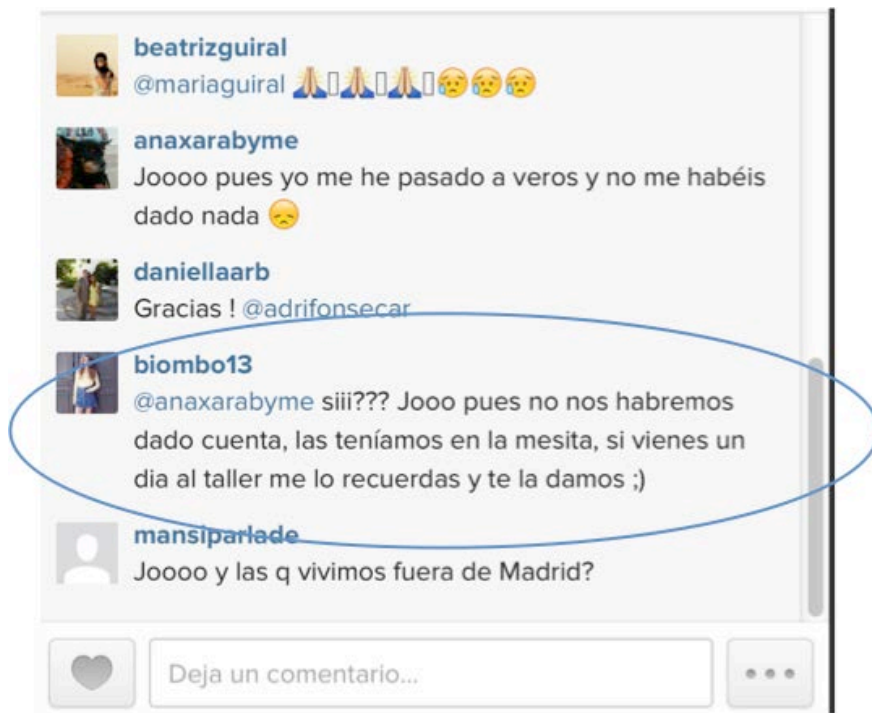 beatrizguiral
@mariaguiral 🙏▯🙏▯🙏▯😥😥😥
anaxarabyme
Joooo pues yo me he pasado a veros y no me habéis
dado nada 😞
daniellaarb
Gracias ! @adrifonsecar
biombo13
@anaxarabyme siii??? Jooo pues no nos habremos
dado cuenta, las teníamos en la mesita, si vienes un
dia al taller me lo recuerdas y te la damos ;)
mansiparlade
Joooo y las q vivimos fuera de Madrid?
Deja un comentario...